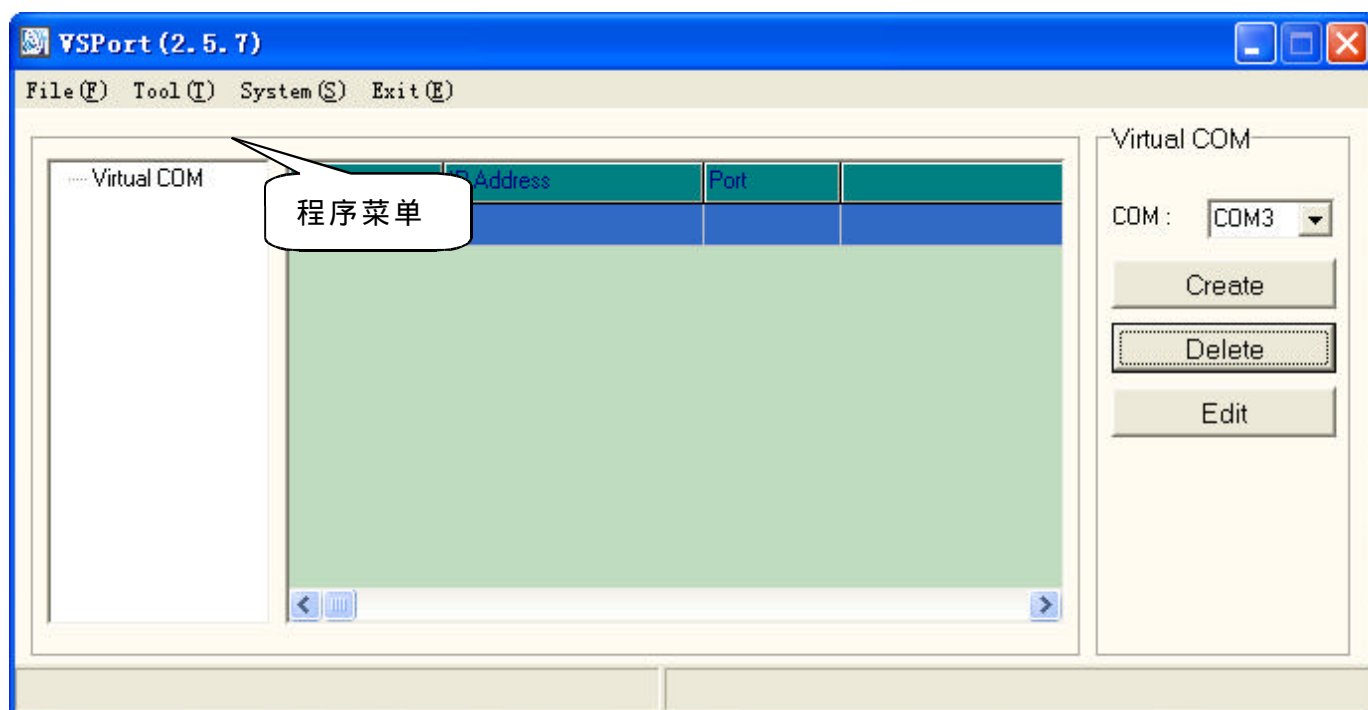 VSPort(2.5.7)
File(F) Tool(T) System(S) Exit(E)
Virtual COM
Address
Port
程序菜单
Virtual COM
COM :
COM3
Create
Delete
Edit